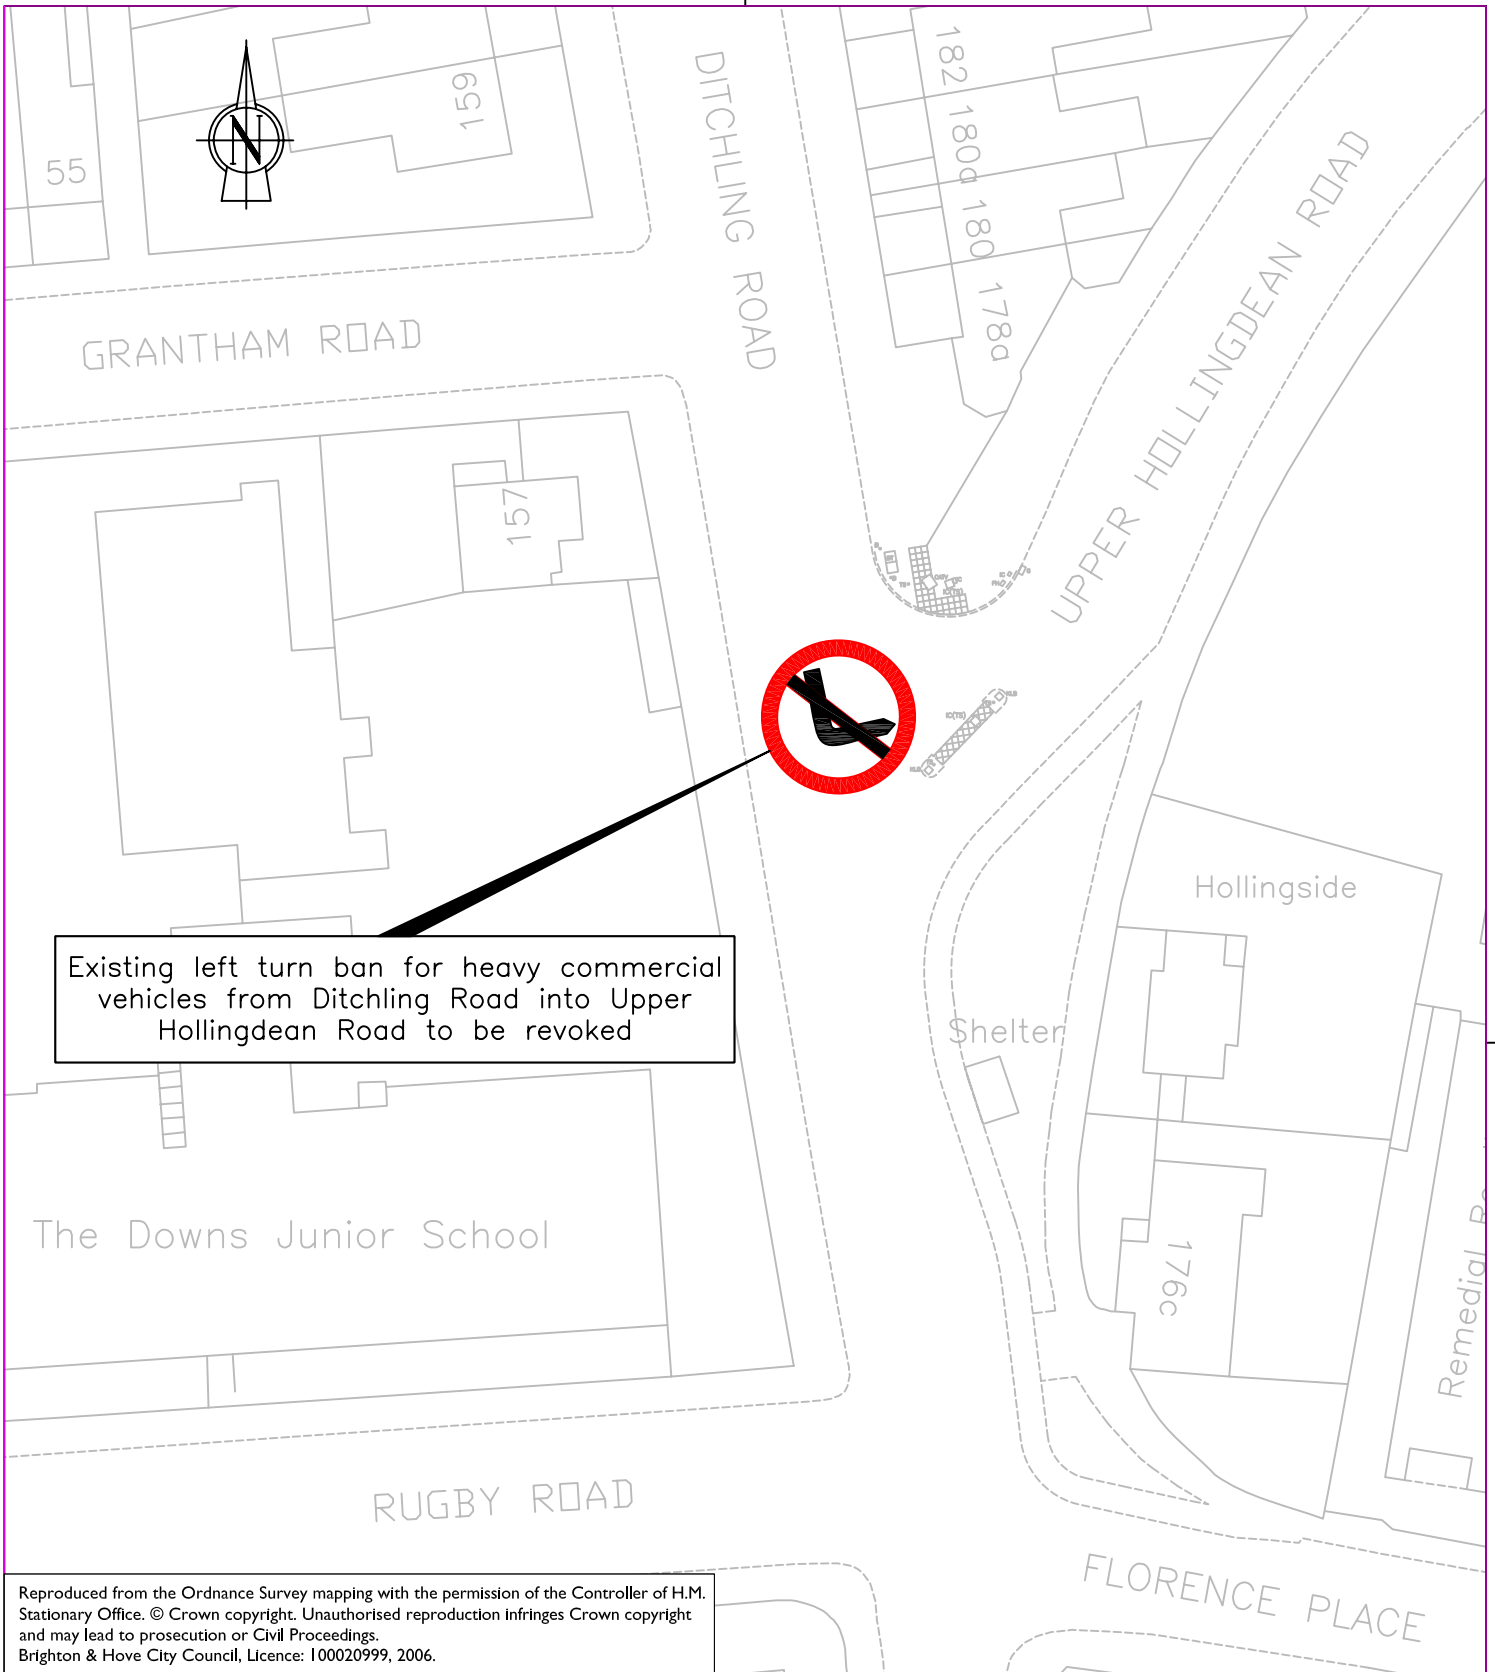 N
55
159
DITCHLING ROAD
182
180a
180
178a
UPPER HOLLINGDEAN ROAD
GRANTHAM ROAD
157
IC(TS)
Hollingside
Existing left turn ban for heavy commercial
vehicles from Ditchling Road into Upper
Hollingdean Road to be revoked
Shelter
The Downs Junior School
176c
Remedial
RUGBY ROAD
FLORENCE PLACE
Reproduced from the Ordnance Survey mapping with the permission of the Controller of H.M.
Stationary Office. © Crown copyright. Unauthorised reproduction infringes Crown copyright
and may lead to prosecution or Civil Proceedings.
Brighton & Hove City Council, Licence: 100020999, 2006.